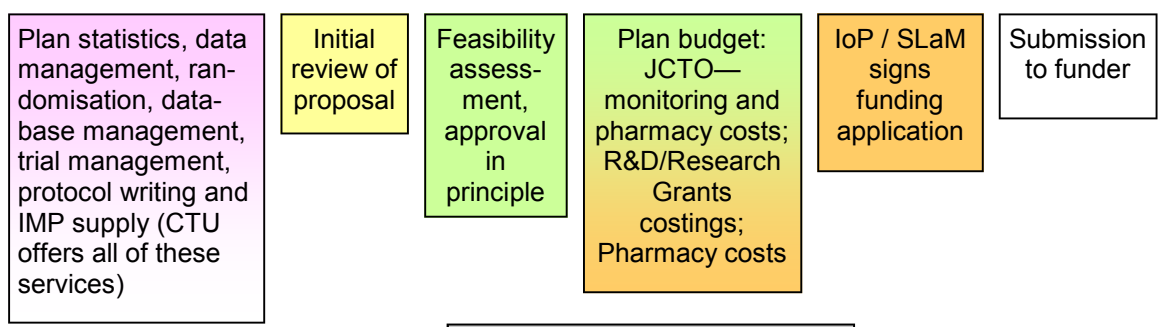 Plan statistics, data
management, ran-
domisation, data-
base management,
trial management,
protocol writing and
IMP supply (CTU
offers all of these
services)
Initial
review of
proposal
Feasibility
assess-
ment,
approval
in
principle
Plan budget:
JCTO—
monitoring and
pharmacy costs;
R&D/Research
Grants
costings;
Pharmacy costs
IoP / SLaM
signs
funding
application
Submission
to funder